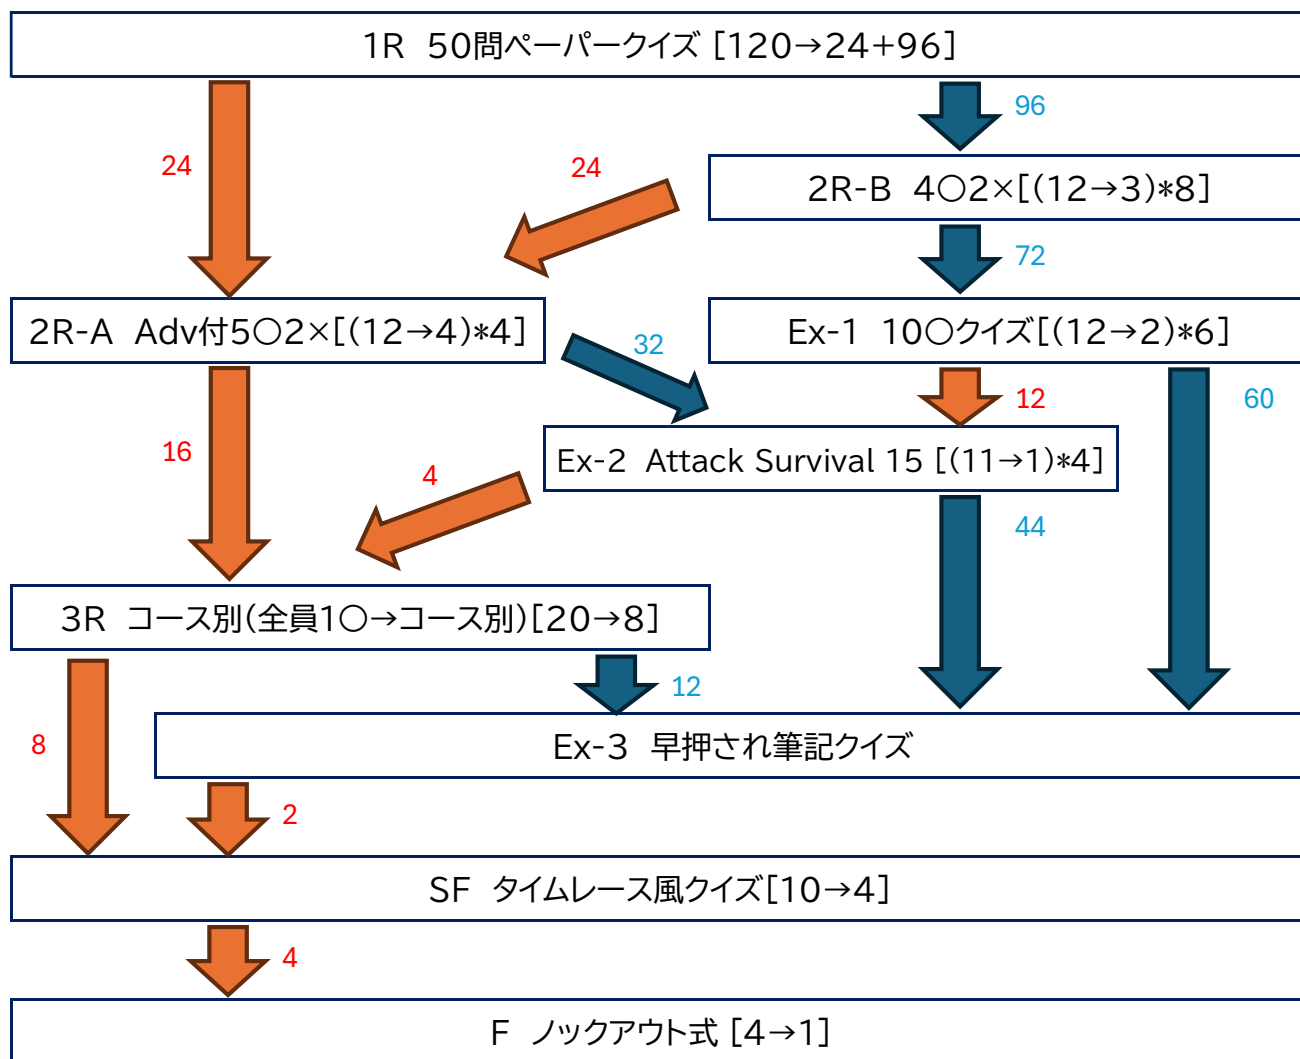 1R 50問ペーパークイズ [120→24+96]
96
24
24
2R-B 4○2×[(12→3)*8]
72
2R-A Adv付5○2×[(12→4)*4]
Ex-1 10○クイズ[(12→2)*6]
32
12
60
16
Ex-2 Attack Survival 15 [(11→1)*4]
4
44
3R コース別(全員1○→コース別)[20→8]
12
8
Ex-3 早押され筆記クイズ
2
SF タイムレース風クイズ[10→4]
4
F ノックアウト式 [4→1]